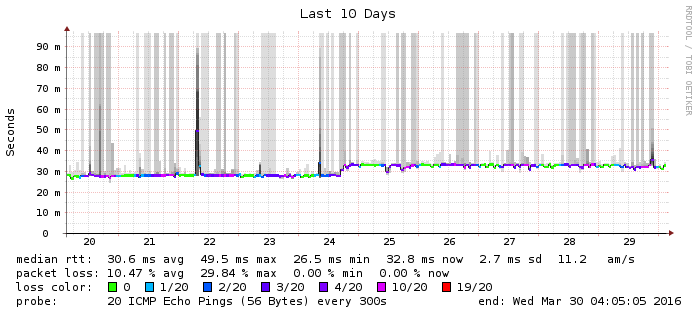 Last 10 Days
RRDTOOL / TOBI OETIKER
Seconds
90 m
80 m
70 m
60 m
50 m
40 m
30 m
20 m
10 m
0
20 21 22 23 24 25 26 27 28 29
median rtt: 30.6 ms avg 49.5 ms max 26.5 ms min 32.8 ms now 2.7 ms sd 11.2 am/s
packet loss: 10.47 % avg 29.84 % max 0.00 % min 0.00 % now
loss color: 0 1/20 2/20 3/20 4/20 10/20 19/20
probe: 20 ICMP Echo Pings (56 Bytes) every 300s end: Wed Mar 30 04:05:05 2016